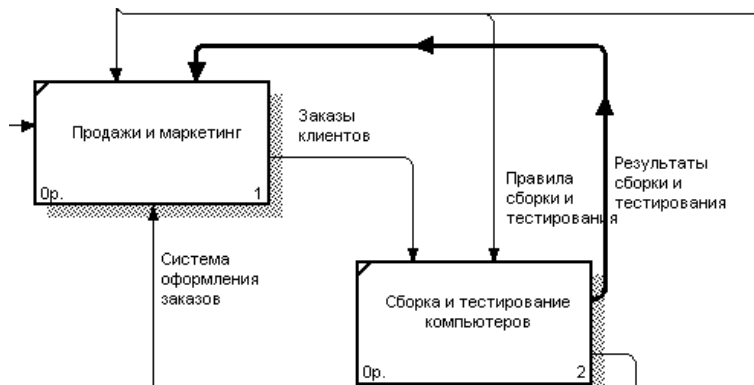 Продажи и маркетинг
0р.
1
Заказы
клиентов
Правила
сборки и
тестирования
Результаты
сборки и
тестирования
Система
оформления
заказов
Сборка и тестирование
компьютеров
0р.
2